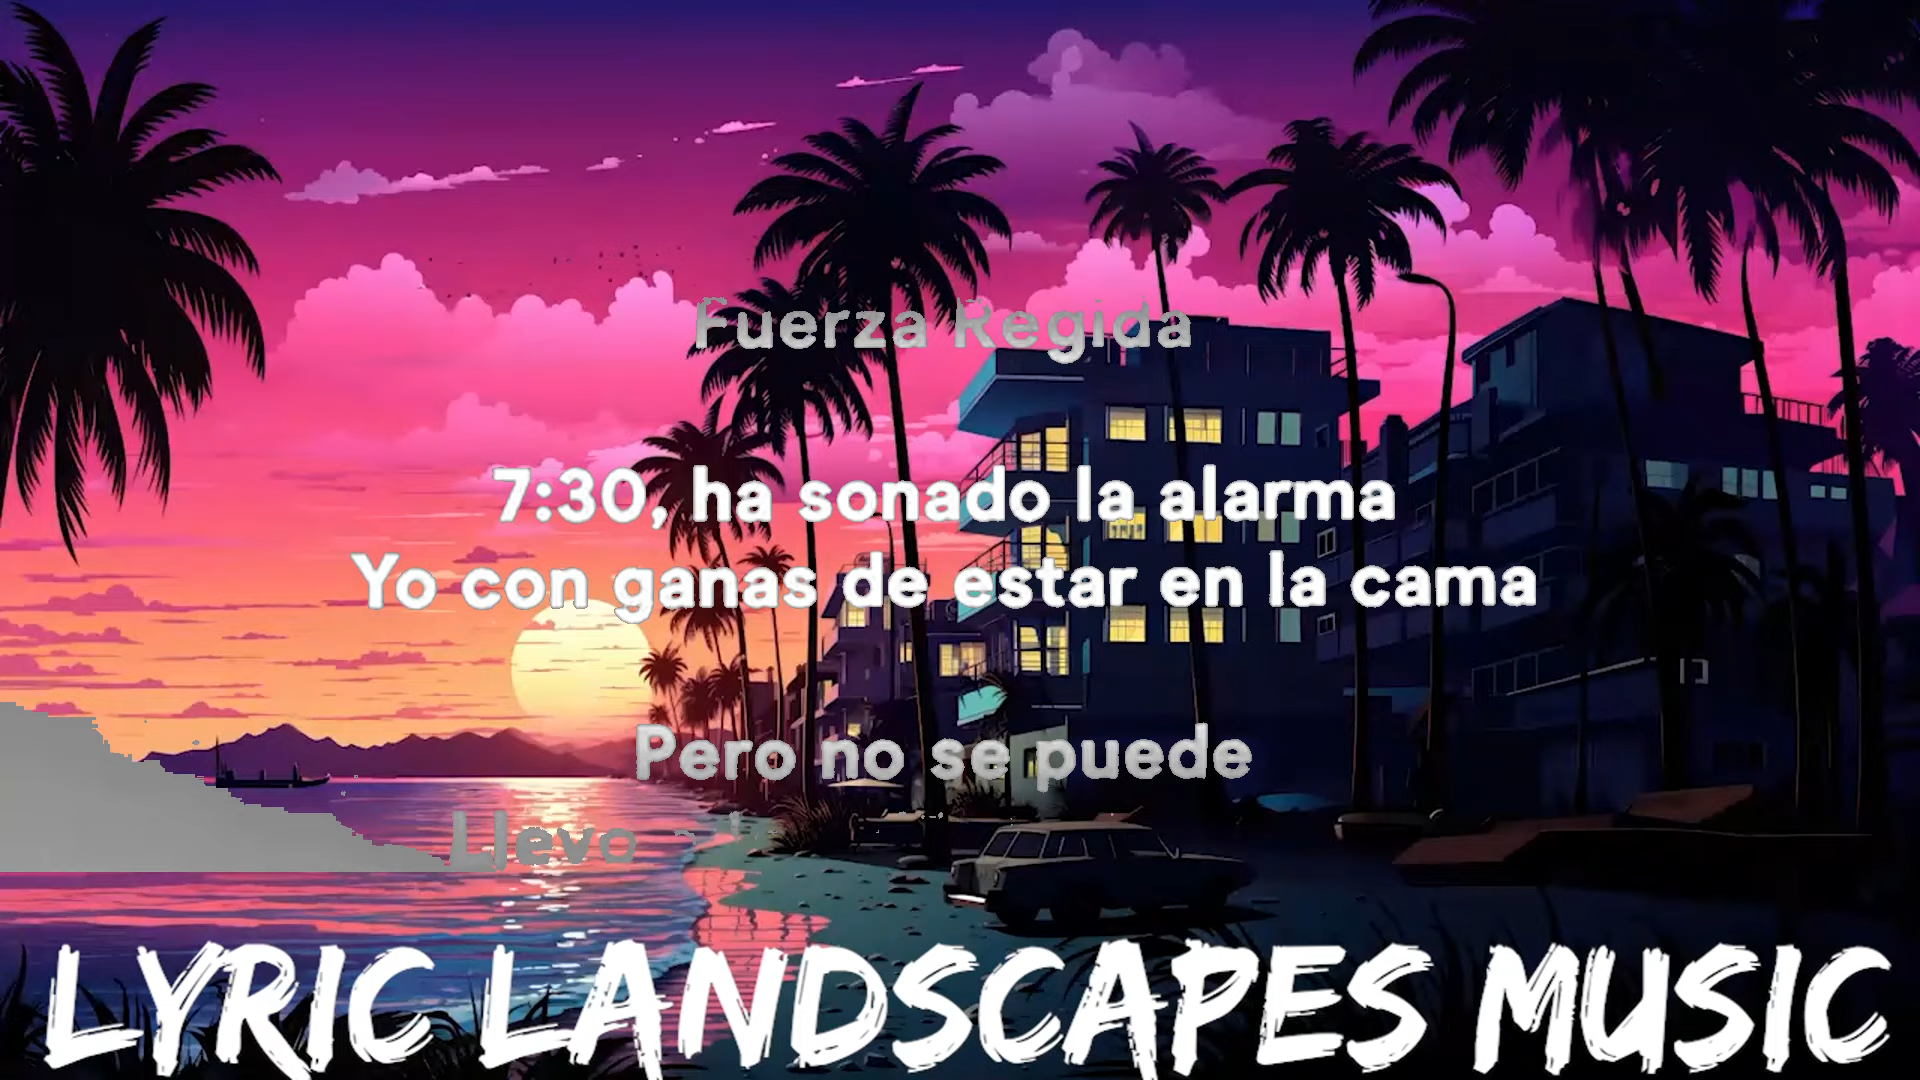 Fuerza Regida
7:30, ha sonado la alarma
Yo con ganas de estar en la cama
Pero no se puede
Llevo
LYRIC LANDSCAPES MUSIC